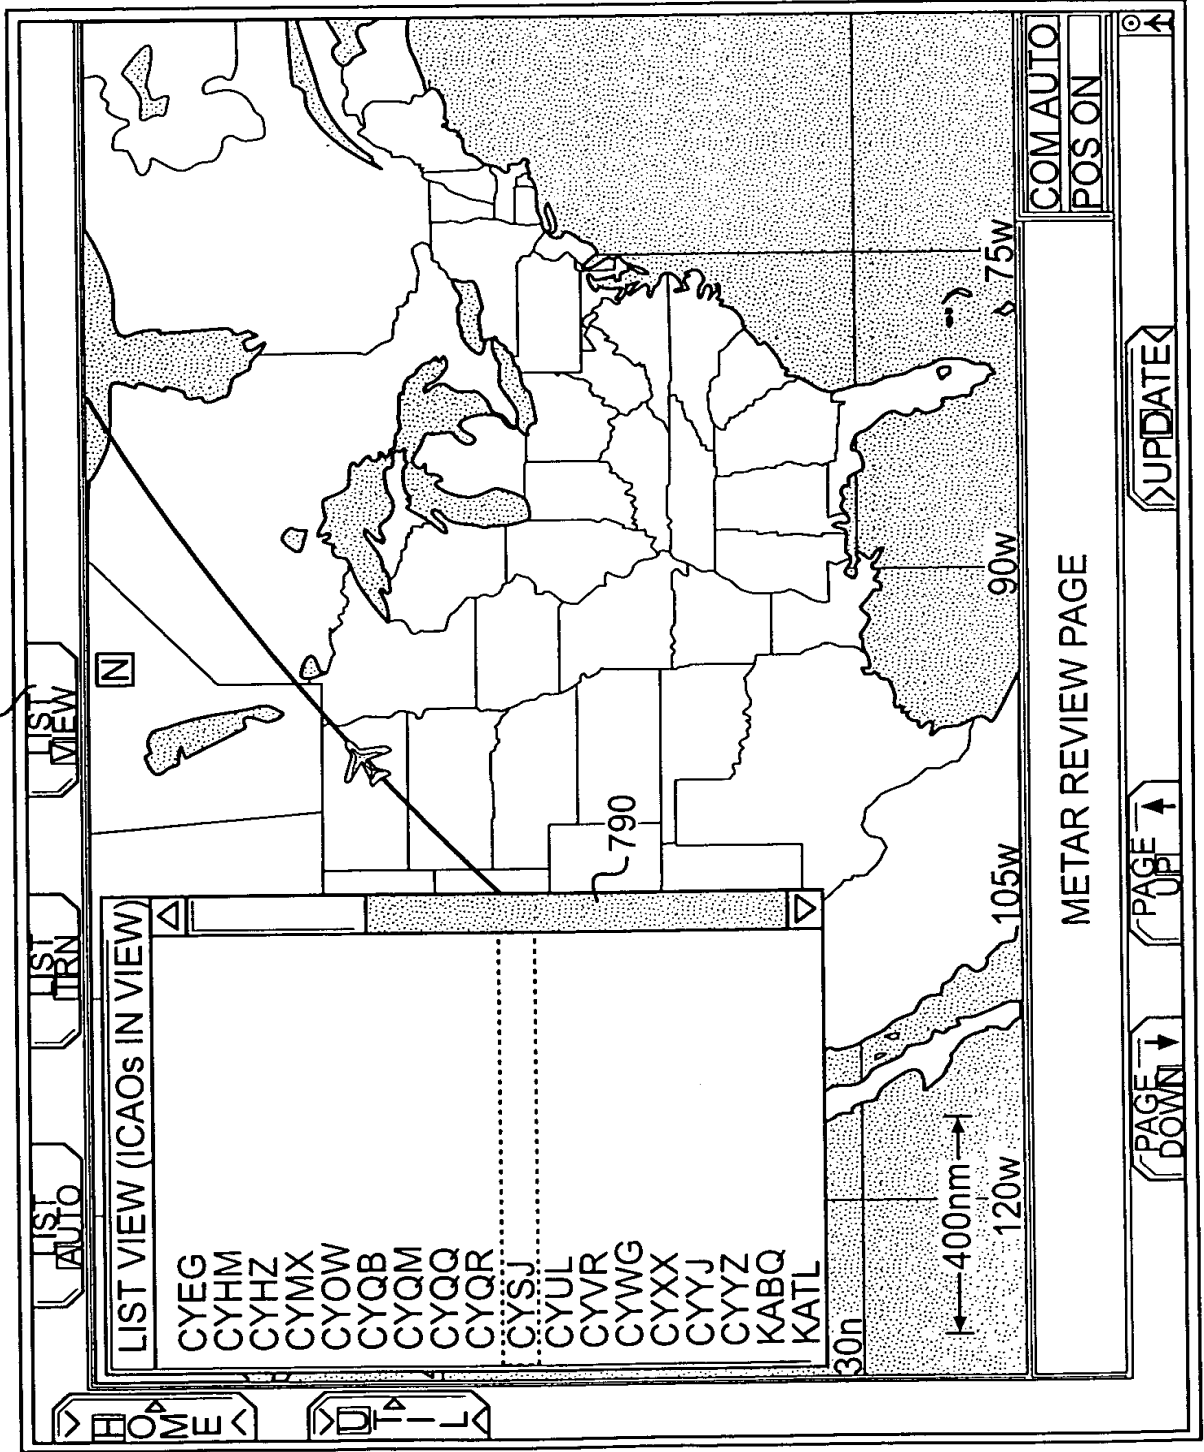 LIST
AUTO
LIST
ITRN
LIST
VIEW
HOME
UTIL
LIST VIEW (ICAOs IN VIEW)
CYEG
CYHM
CYHZ
CYMX
CYOW
CYQB
CYQM
CYQQ
CYQR
CYSJ
CYUL
CYVR
CYWG
CYXX
CYYJ
CYYZ
KABQ
KATL
N
790
30n
400nm
120w
105w
90w
75w
METAR REVIEW PAGE
COM AUTO
POS ON
PAGE
DOWN
PAGE
UP
UPDATE